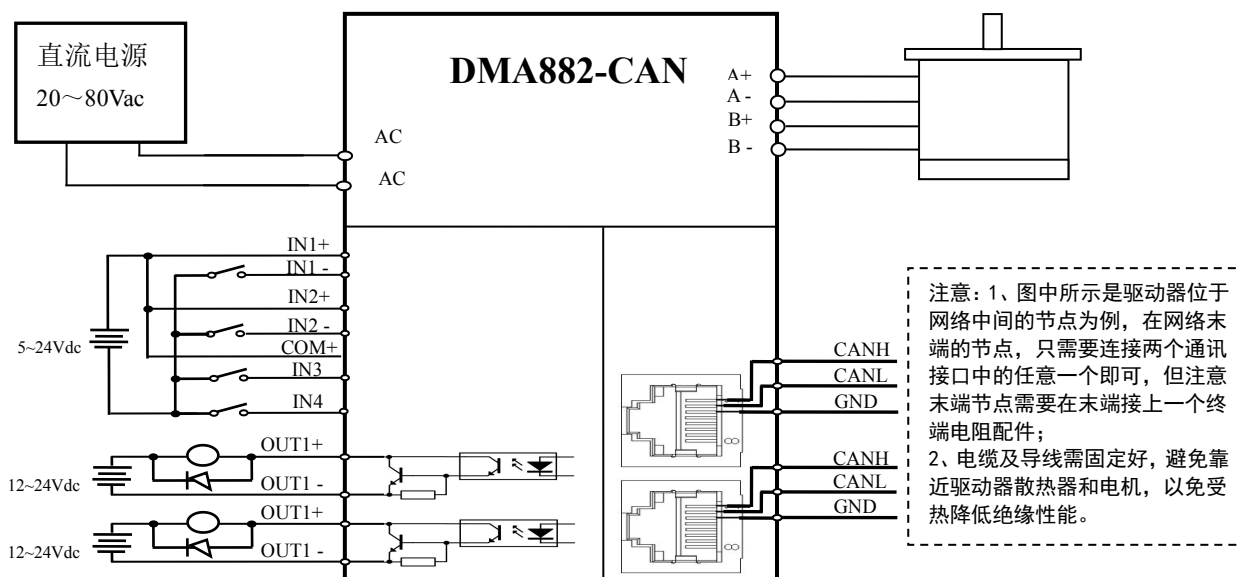 直流电源
20～80Vac
DMA882-CAN
AC
AC
A+
A -
B+
B -
IN1+
IN1 -
IN2+
IN2 -
COM+
IN3
IN4
5~24Vdc
OUT1+
OUT1 -
12~24Vdc
OUT1+
OUT1 -
12~24Vdc
8
CANH
CANL
GND
8
CANH
CANL
GND
注意：1、图中所示是驱动器位于
网络中间的节点为例，在网络末
端的节点，只需要连接两个通讯
接口中的任意一个即可，但注意
末端节点需要在末端接上一个终
端电阻配件；
2、电缆及导线需固定好，避免靠
近驱动器散热器和电机，以免受
热降低绝缘性能。